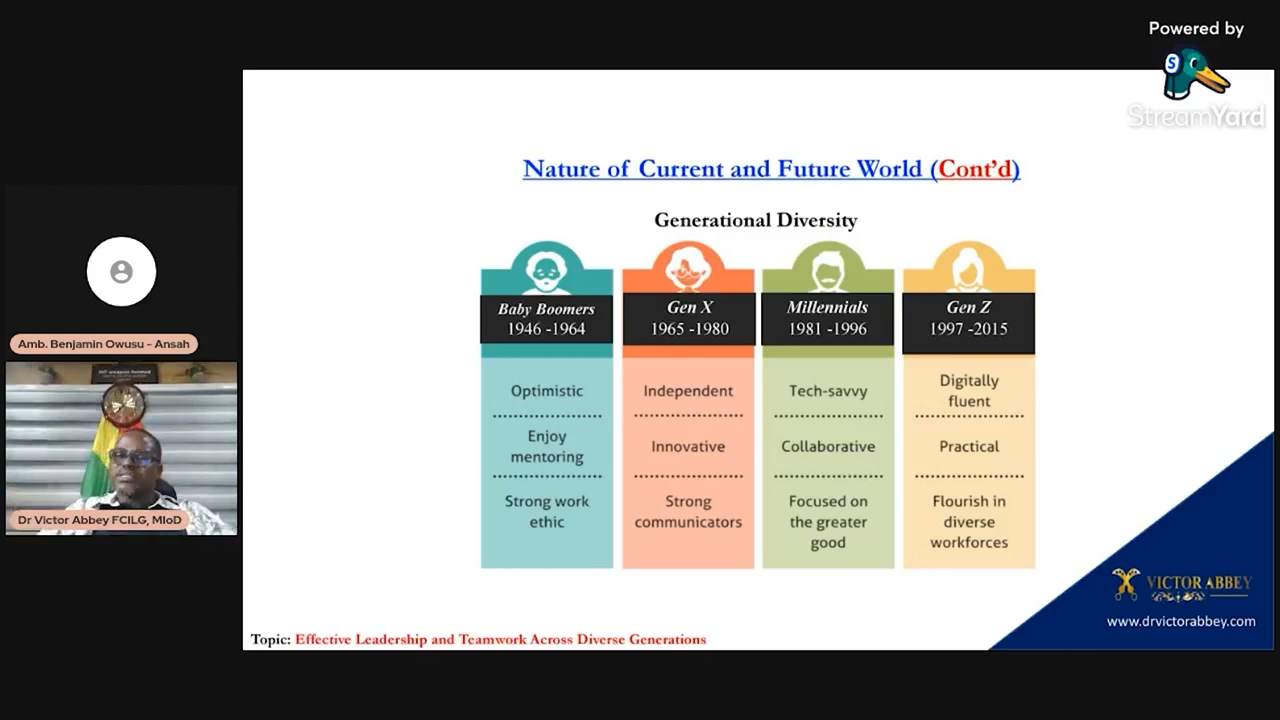 Powered by
S
StreamYard
Nature of Current and Future World (Cont'd)
Generational Diversity
Baby Boomers
1946 -1964
Optimistic
Enjoy
mentoring
Strong work
ethic
Gen X
1965 -1980
Independent
Innovative
Strong
communicators
Millennials
1981 -1996
Tech-savvy
Collaborative
Focused on
the greater
good
Gen Z
1997 -2015
Digitally
fluent
Practical
Flourish in
diverse
workforces
Amb. Benjamin Owusu - Ansah
Dr Victor Abbey FCILG, MIoD
VICTOR ABBEY
www.drvictorabbey.com
Topic: Effective Leadership and Teamwork Across Diverse Generations